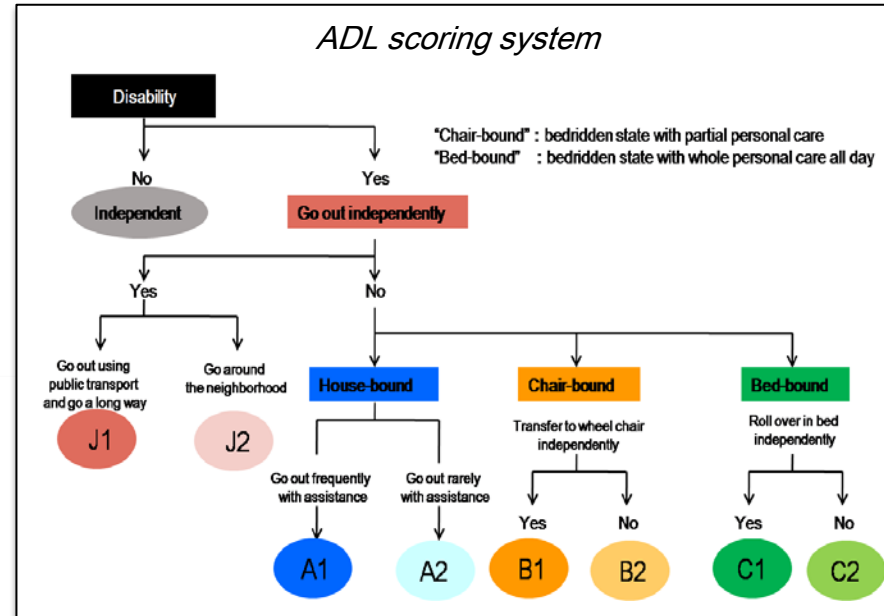 ADL scoring system
Disability
"Chair-bound" : bedridden state with partial personal care
"Bed-bound" : bedridden state with whole personal care all day
No
Yes
Independent
Go out independently
Yes
No
Go out using
public transport
and go a long way
Go around
the neighborhood
House-bound
Chair-bound
Bed-bound
J1
J2
Transfer to wheel chair
independently
Roll over in bed
independently
Go out frequently
with assistance
Go out rarely
with assistance
Yes
No
Yes
No
A1
A2
B1
B2
C1
C2